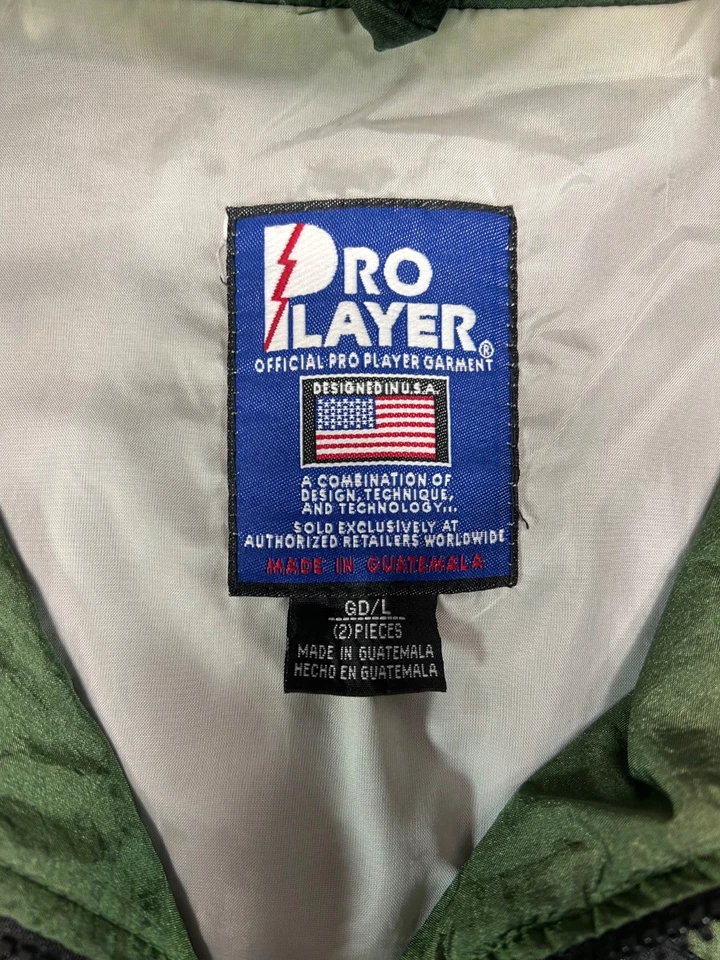 PRO
PLAYER®
OFFICIAL PRO PLAYER GARMENT
DESIGNED IN U.S.A.
A COMBINATION OF
DESIGN, TECHNIQUE,
AND TECHNOLOGY...
SOLD EXCLUSIVELY AT
AUTHORIZED RETAILERS WORLDWIDE
MADE IN GUATEMALA
GD/L
(2) PIECES
MADE IN GUATEMALA
HECHO EN GUATEMALA